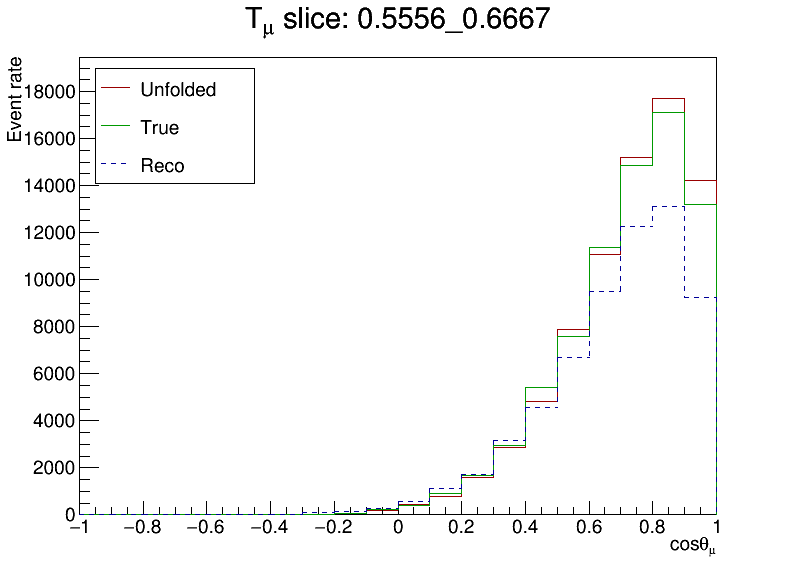 T_μ slice: 0.5556_0.6667
Event rate
Unfolded
True
Reco
18000
16000
14000
12000
10000
8000
6000
4000
2000
0
−1 −0.8 −0.6 −0.4 −0.2 0 0.2 0.4 0.6 0.8 1
cosθ_μ